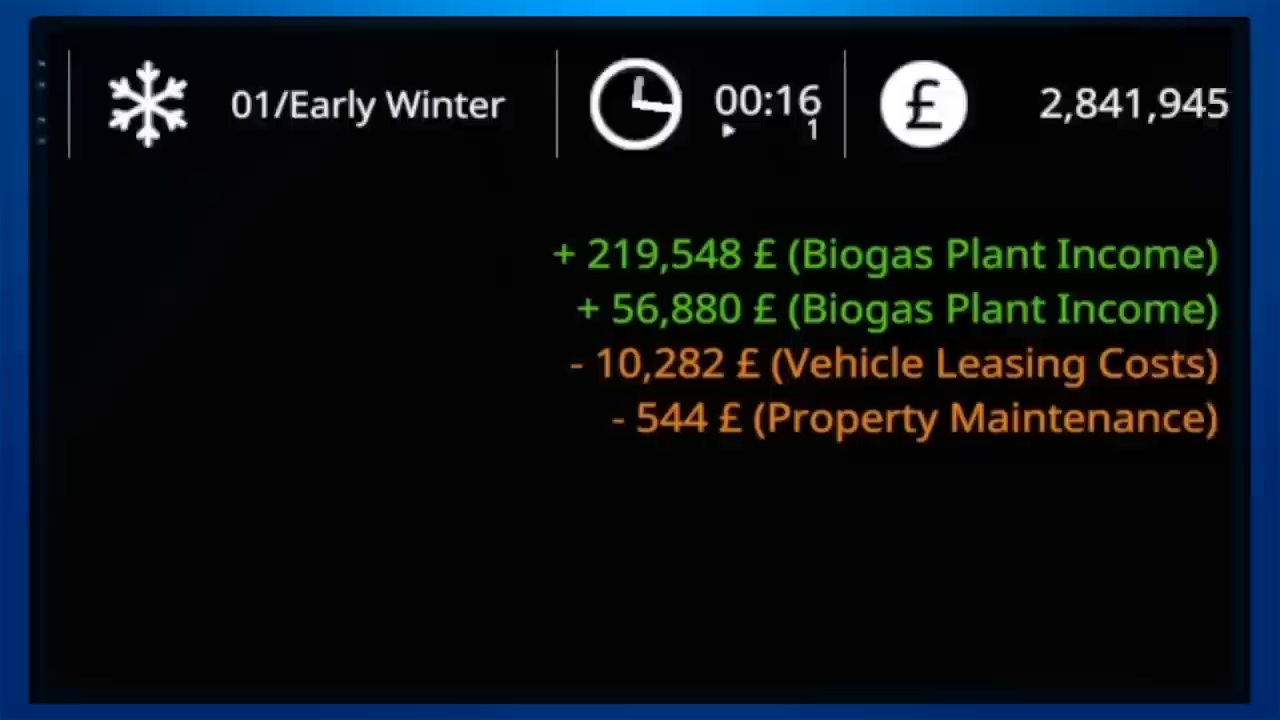 01/Early Winter 00:16 £ 2,841,945
1
+ 219,548 £ (Biogas Plant Income)
+ 56,880 £ (Biogas Plant Income)
- 10,282 £ (Vehicle Leasing Costs)
- 544 £ (Property Maintenance)